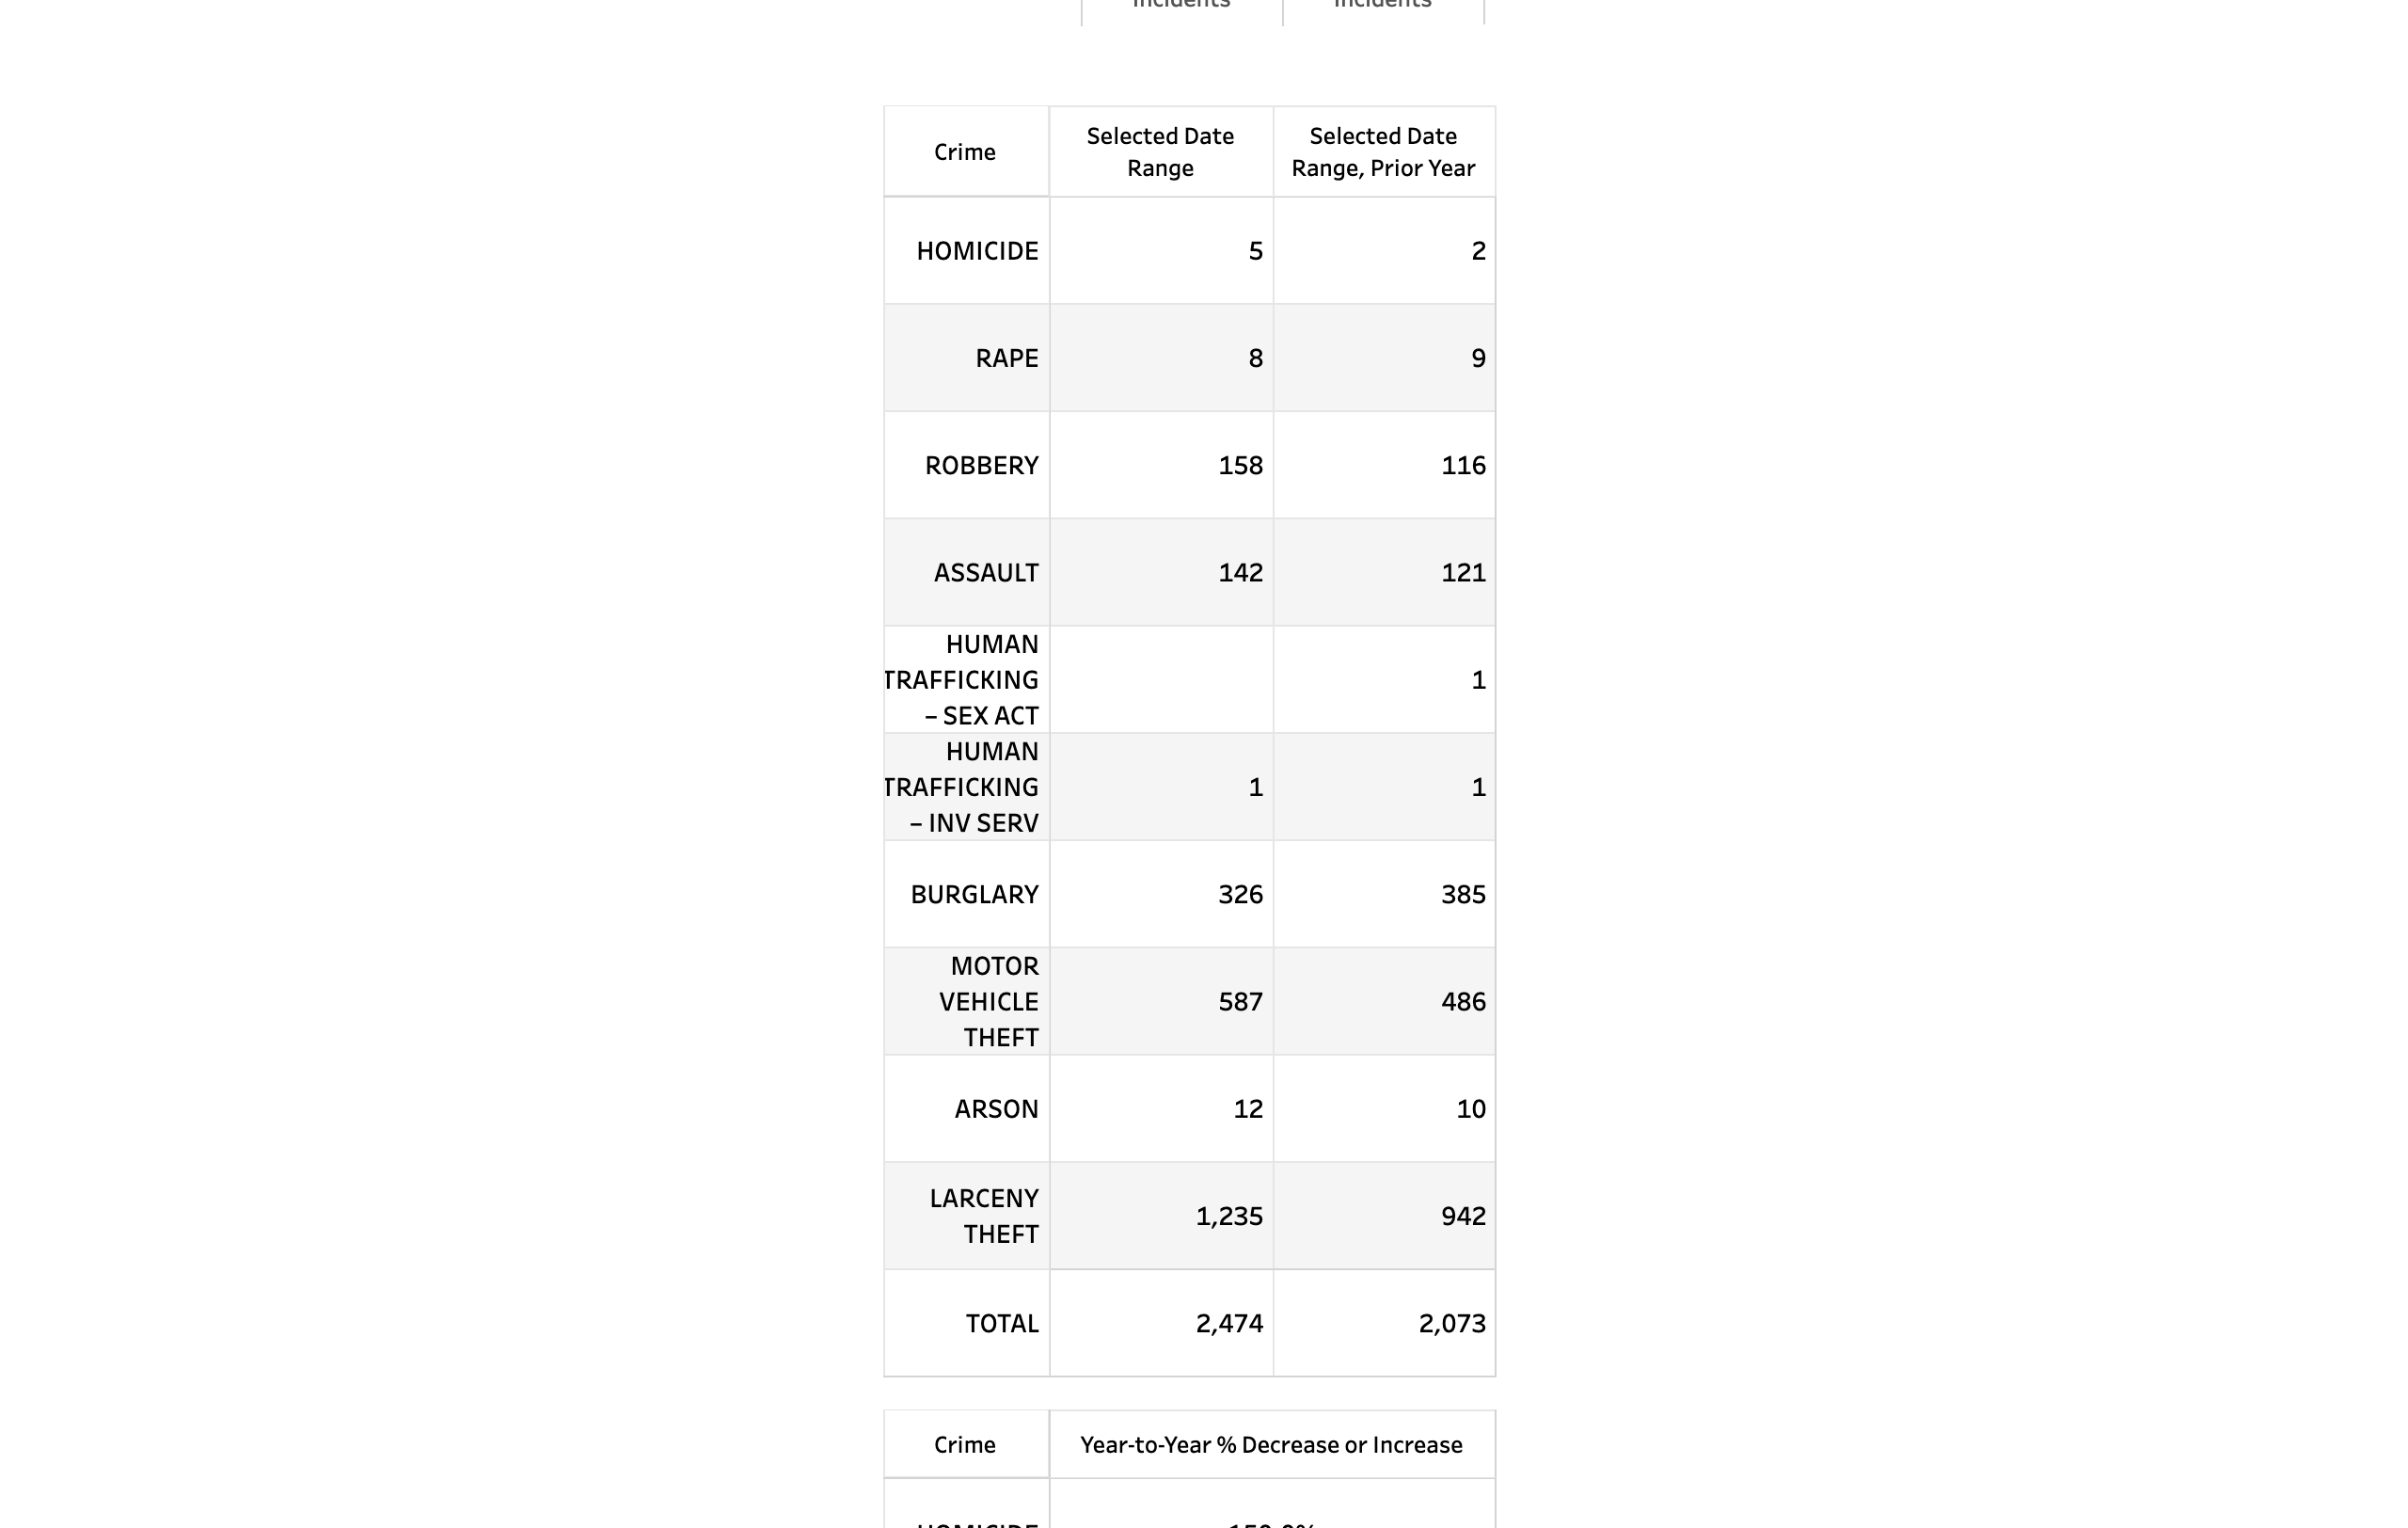 Incidents Incidents
Crime
Selected Date
Range
Selected Date
Range, Prior Year
HOMICIDE 5 2
RAPE 8 9
ROBBERY 158 116
ASSAULT 142 121
HUMAN
TRAFFICKING
– SEX ACT
1
HUMAN
TRAFFICKING
– INV SERV
1 1
BURGLARY 326 385
MOTOR
VEHICLE
THEFT
587 486
ARSON 12 10
LARCENY
THEFT
1,235 942
TOTAL 2,474 2,073
Crime Year-to-Year % Decrease or Increase
HOMICIDE 150.0%